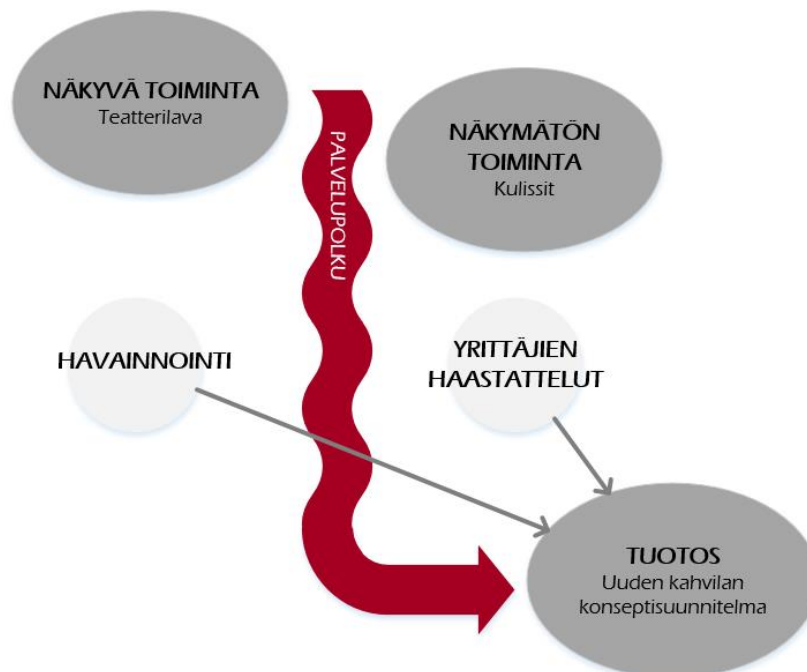 NÄKYVÄ TOIMINTA
Teatterilava
PALVELUPOLKU
NÄKYMÄTÖN
TOIMINTA
Kulissit
HAVAINNOINTI
YRITTÄJIEN
HAASTATTELUT
TUOTOS
Uuden kahvilan
konseptisuunnitelma